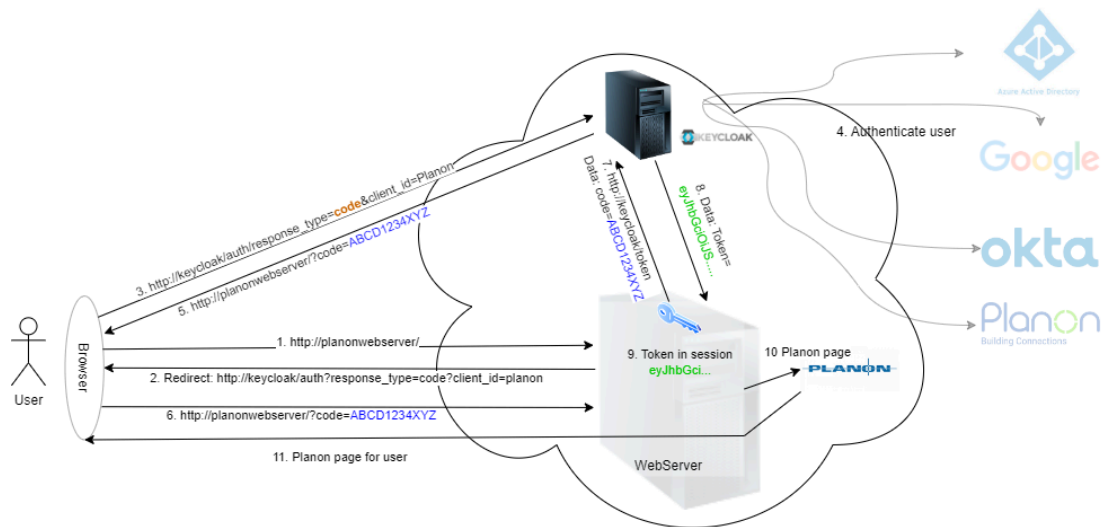 Azure Active Directory
4. Authenticate user
KEYCLOAK
Google
3. http://keycloak/auth/response_type=code&client_id=Planon
5. http://planonwebserver/?code=ABCD1234XYZ
7. http://keycloak/token
Data: code=ABCD1234XYZ
8. Data: Token=
eyJhbGciOiJS.....
okta
Planon
Building Connections
Browser
User
1. http://planonwebserver/
2. Redirect: http://keycloak/auth?response_type=code?client_id=planon
6. http://planonwebserver/?code=ABCD1234XYZ
9. Token in session
eyJhbGci...
10 Planon page
PLANON
11. Planon page for user
WebServer